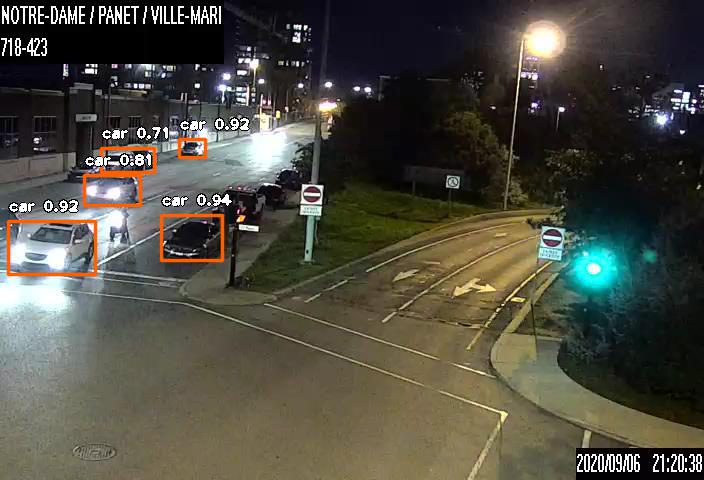 NOTRE-DAME / PANET / VILLE-MARI
718-423
car 0.92
car 0.71
car 0.81
car 0.94
car 0.92
2020/09/06 21:20:38